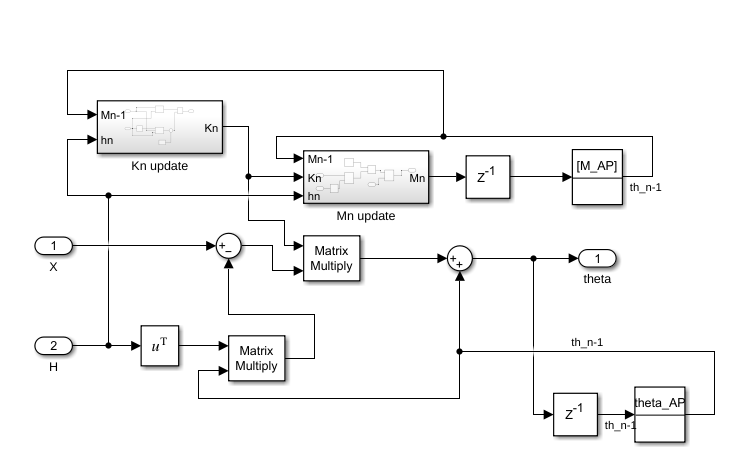 Mn-1
hn
Kn
Kn update
Mn-1
Kn
hn
Mn
Mn update
Z-1
[M_AP]
th_n-1
1
X
+
−
Matrix
Multiply
+
+
1
theta
2
H
uT
Matrix
Multiply
th_n-1
Z-1
th_n-1
theta_AP